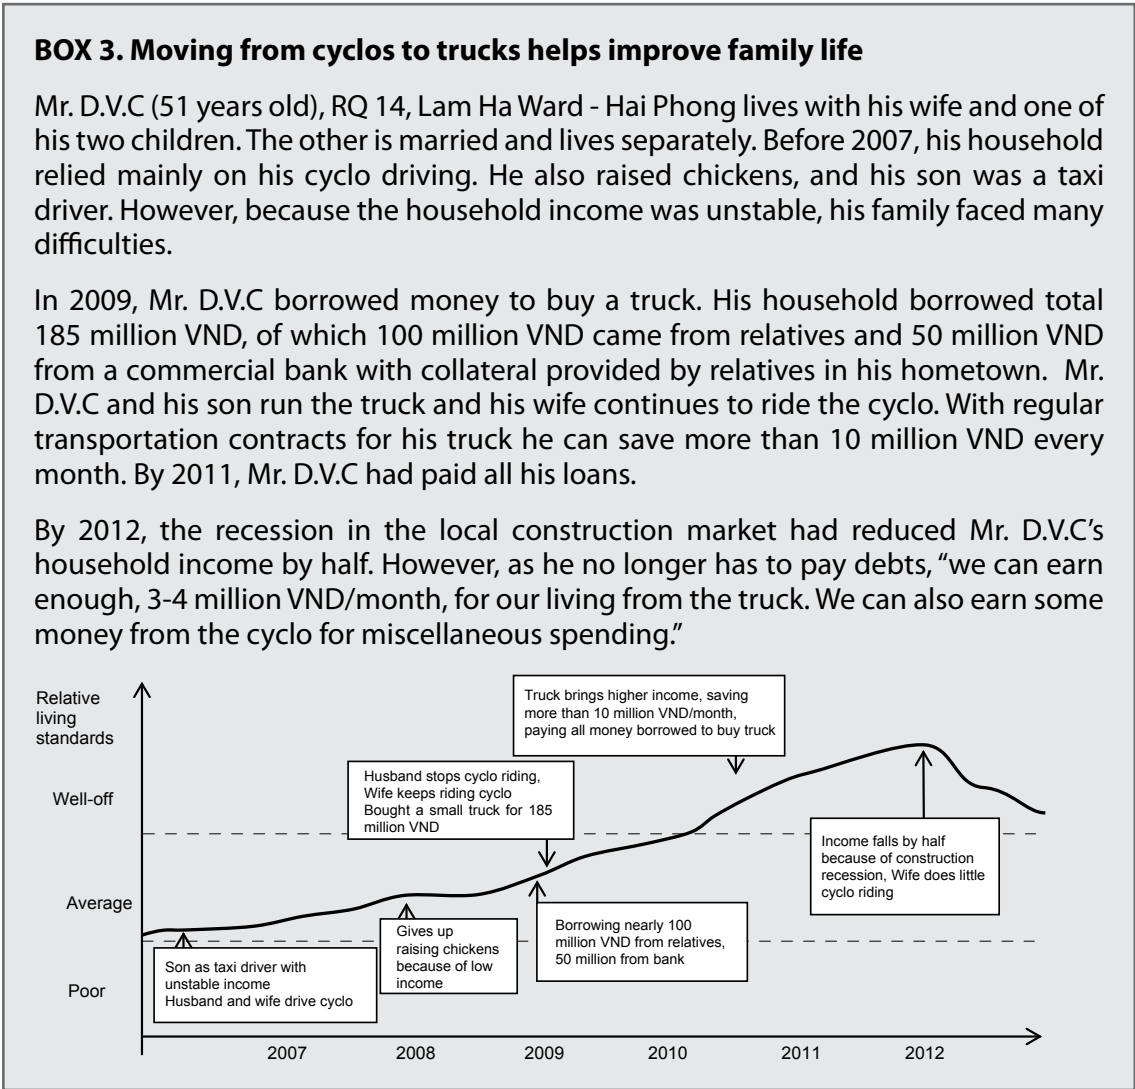 BOX 3. Moving from cyclos to trucks helps improve family life
Mr. D.V.C (51 years old), RQ 14, Lam Ha Ward - Hai Phong lives with his wife and one of
his two children. The other is married and lives separately. Before 2007, his household
relied mainly on his cyclo driving. He also raised chickens, and his son was a taxi
driver. However, because the household income was unstable, his family faced many
difficulties.
In 2009, Mr. D.V.C borrowed money to buy a truck. His household borrowed total
185 million VND, of which 100 million VND came from relatives and 50 million VND
from a commercial bank with collateral provided by relatives in his hometown.  Mr.
D.V.C and his son run the truck and his wife continues to ride the cyclo. With regular
transportation contracts for his truck he can save more than 10 million VND every
month. By 2011, Mr. D.V.C had paid all his loans.
By 2012, the recession in the local construction market had reduced Mr. D.V.C’s
household income by half. However, as he no longer has to pay debts, “we can earn
enough, 3-4 million VND/month, for our living from the truck. We can also earn some
money from the cyclo for miscellaneous spending.”
Relative
living
standards
Truck brings higher income, saving
more than 10 million VND/month,
paying all money borrowed to buy truck
Husband stops cyclo riding,
Wife keeps riding cyclo
Bought a small truck for 185
million VND
Well-off
Income falls by half
because of construction
recession, Wife does little
cyclo riding
Average
Borrowing nearly 100
million VND from relatives,
50 million from bank
Gives up
raising chickens
because of low
income
Son as taxi driver with
unstable income
Husband and wife drive cyclo
Poor
2007
2008
2009
2010
2011
2012